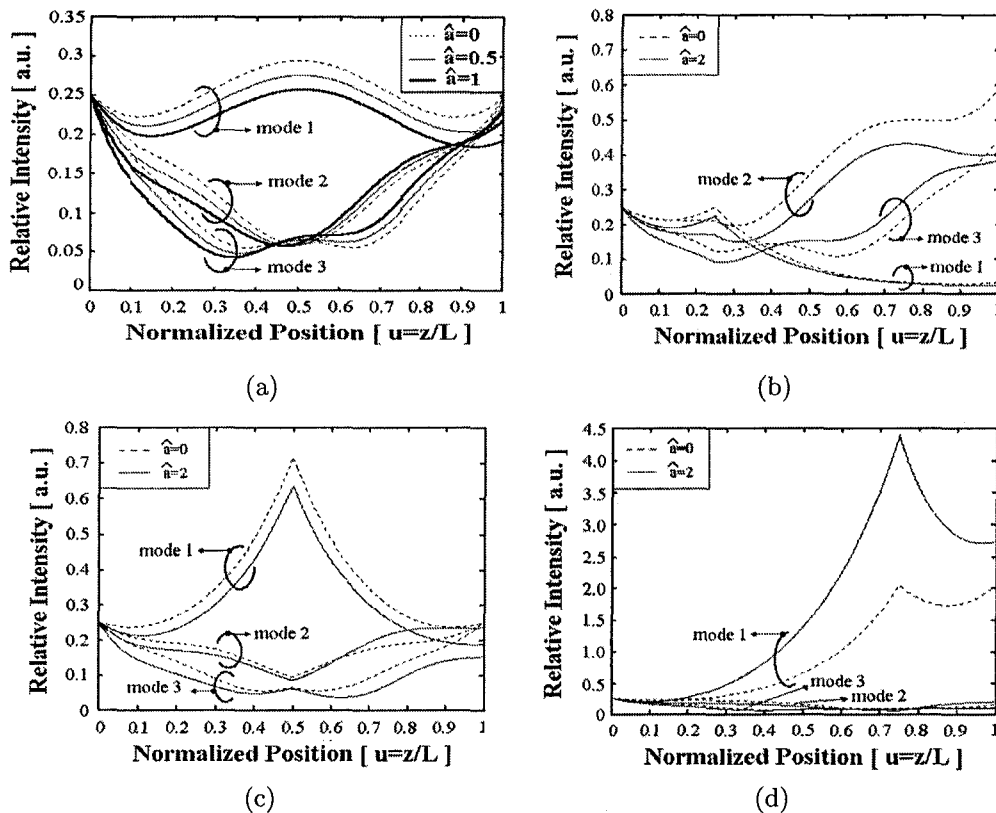 Relative Intensity [ a.u. ]
0.35
0.3
0.25
0.2
0.15
0.1
0.05
0
â=0
â=0.5
â=1
mode 1
mode 2
mode 3
0 0.1 0.2 0.3 0.4 0.5 0.6 0.7 0.8 0.9 1
Normalized Position [ u=z/L ]
(a)
Relative Intensity [ a.u. ]
0.8
0.7
0.6
0.5
0.4
0.3
0.2
0.1
0
â=0
â=2
mode 2
mode 3
mode 1
0 0.1 0.2 0.3 0.4 0.5 0.6 0.7 0.8 0.9 1
Normalized Position [ u=z/L ]
(b)
Relative Intensity [ a.u. ]
0.8
0.7
0.6
0.5
0.4
0.3
0.2
0.1
0
â=0
â=2
mode 1
mode 2
mode 3
0 0.1 0.2 0.3 0.4 0.5 0.6 0.7 0.8 0.9 1
Normalized Position [ u=z/L ]
(c)
Relative Intensity [ a.u. ]
4.5
4.0
3.5
3.0
2.5
2.0
1.5
1.0
0.5
0
â=0
â=2
mode 1
mode 3
mode 2
0 0.1 0.2 0.3 0.4 0.5 0.6 0.7 0.8 0.9 1
Normalized Position [ u=z/L ]
(d)